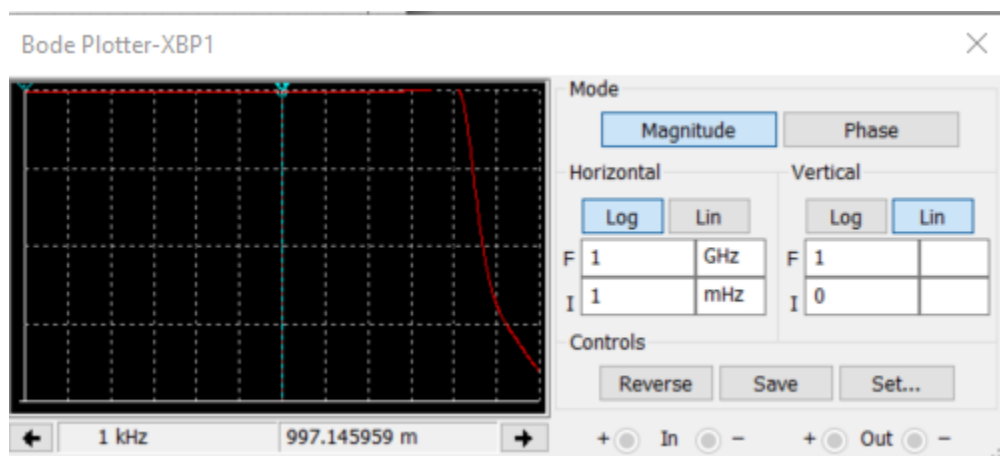 Bode Plotter-XBP1
Mode
Magnitude Phase
Horizontal Vertical
Log Lin Log Lin
F 1 GHz F 1
I 1 mHz I 0
Controls
Reverse Save Set...
1 kHz 997.145959 m + In - + Out -